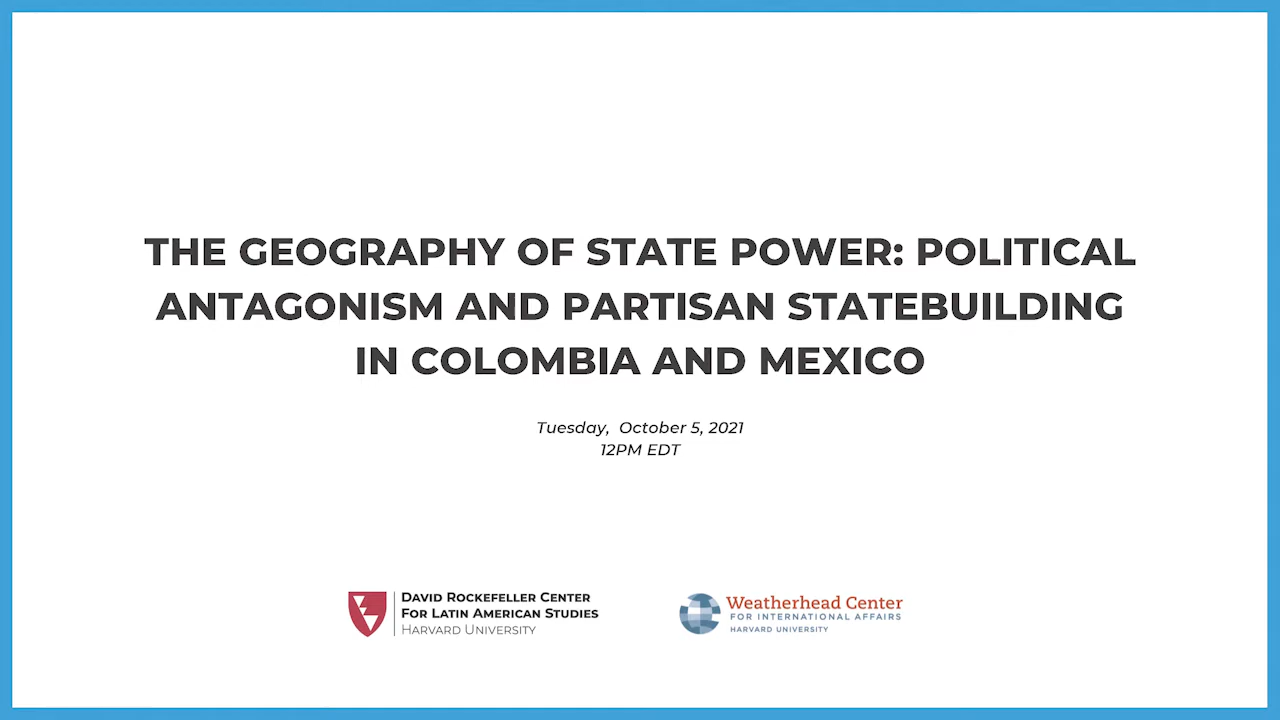 THE GEOGRAPHY OF STATE POWER: POLITICAL
ANTAGONISM AND PARTISAN STATEBUILDING
IN COLOMBIA AND MEXICO
Tuesday, October 5, 2021
12PM EDT
DAVID ROCKEFELLER CENTER
FOR LATIN AMERICAN STUDIES
HARVARD UNIVERSITY
Weatherhead Center
FOR INTERNATIONAL AFFAIRS
HARVARD UNIVERSITY